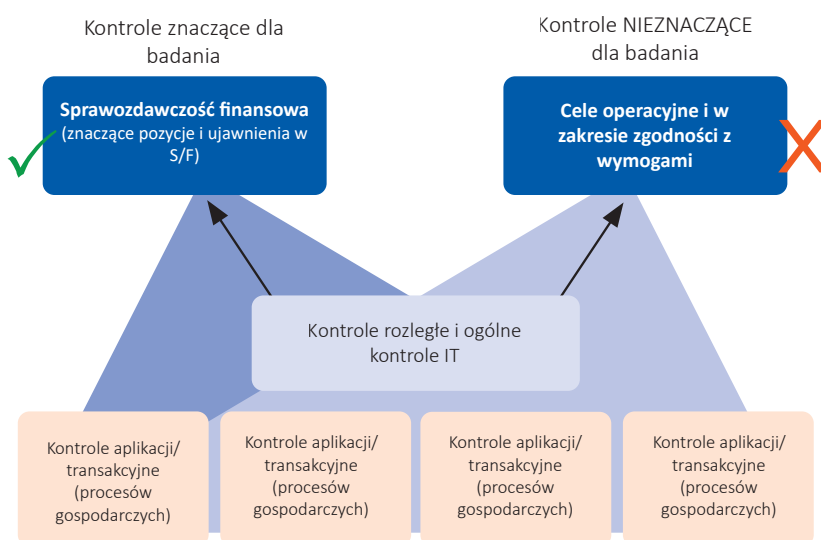 Kontrole znaczące dla
badania
Kontrole NIEZNACZĄCE
dla badania
Sprawozdawczość finansowa
(znaczące pozycje i ujawnienia w
S/F)
Cele operacyjne i w
zakresie zgodności z
wymogami
Kontrole rozległe i ogólne
kontrole IT
Kontrole aplikacji/
transakcyjne
(procesów
gospodarczych)
Kontrole aplikacji/
transakcyjne
(procesów
gospodarczych)
Kontrole aplikacji/
transakcyjne
(procesów
gospodarczych)
Kontrole aplikacji/
transakcyjne
(procesów
gospodarczych)